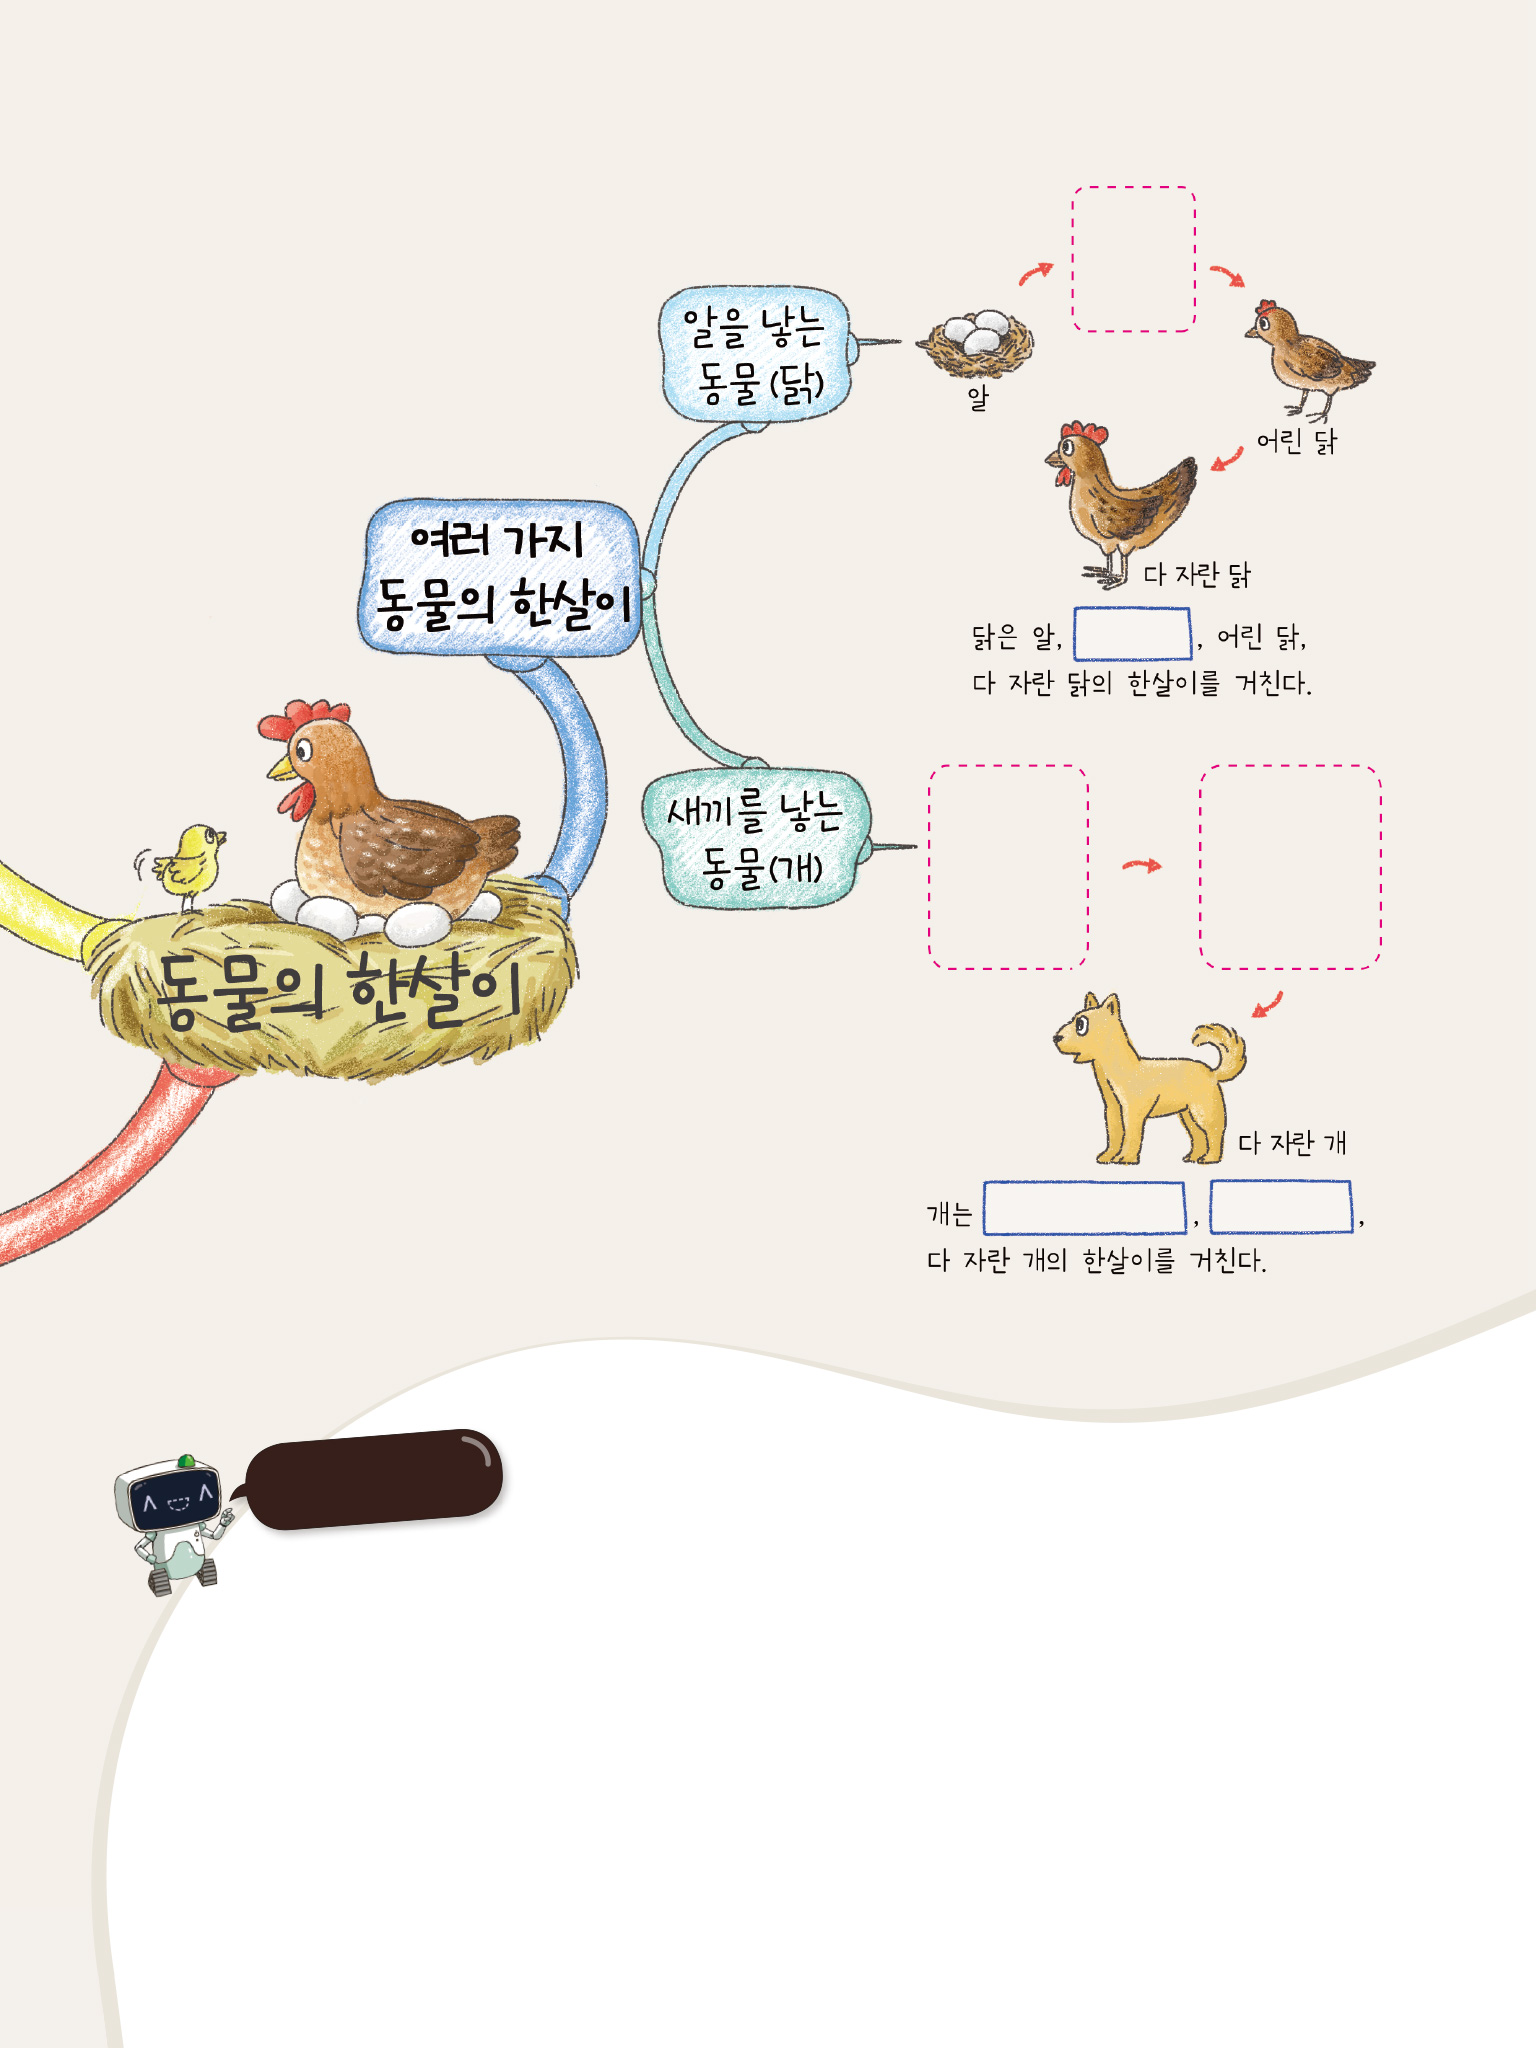 알을 낳는
동물(닭)
알
어린 닭
다 자란 닭
닭은 알, , 어린 닭,
다 자란 닭의 한살이를 거친다.
여러 가지
동물의 한살이
새끼를 낳는
동물(개)
다 자란 개
개는 , ,
다 자란 개의 한살이를 거친다.
동물의 한살이